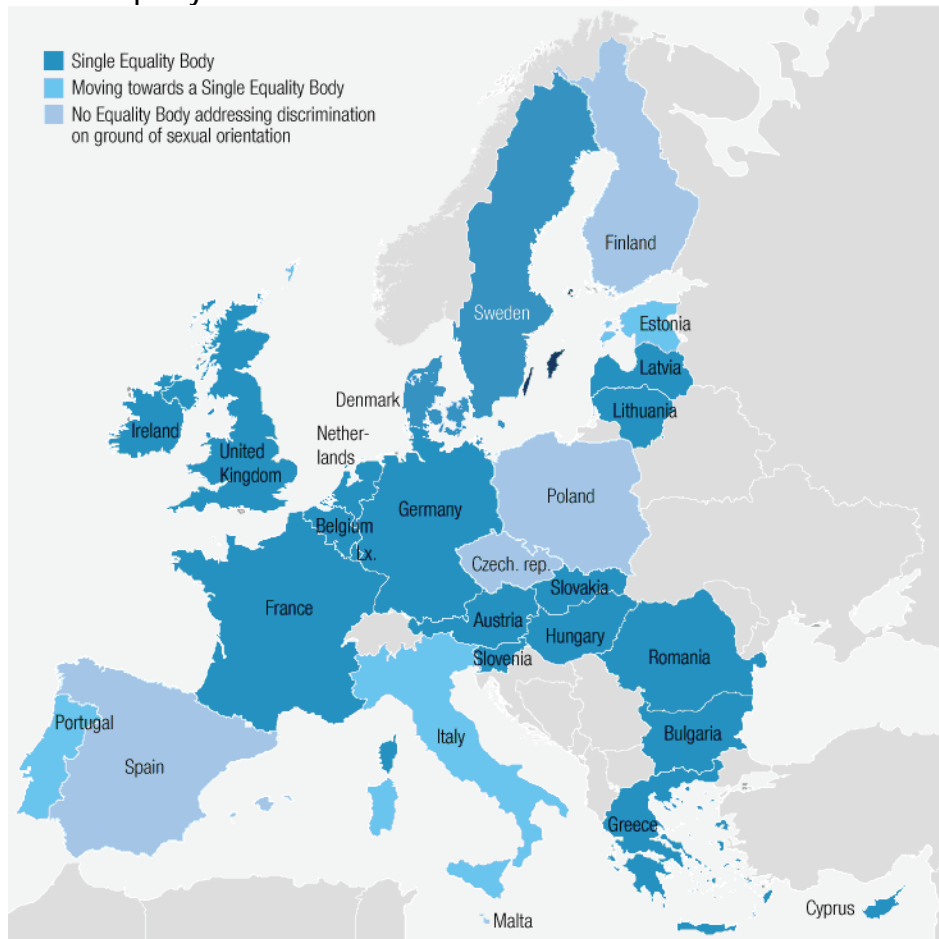 Single Equality Body
Moving towards a Single Equality Body
No Equality Body addressing discrimination
on ground of sexual orientation
Finland
Sweden
Estonia
Latvia
Lithuania
Denmark
Nether-
lands
Ireland
United
Kingdom
Belgium
Lx.
Germany
Poland
Czech. rep.
Slovakia
Austria
Hungary
Slovenia
France
Romania
Bulgaria
Portugal
Spain
Italy
Greece
Malta
Cyprus